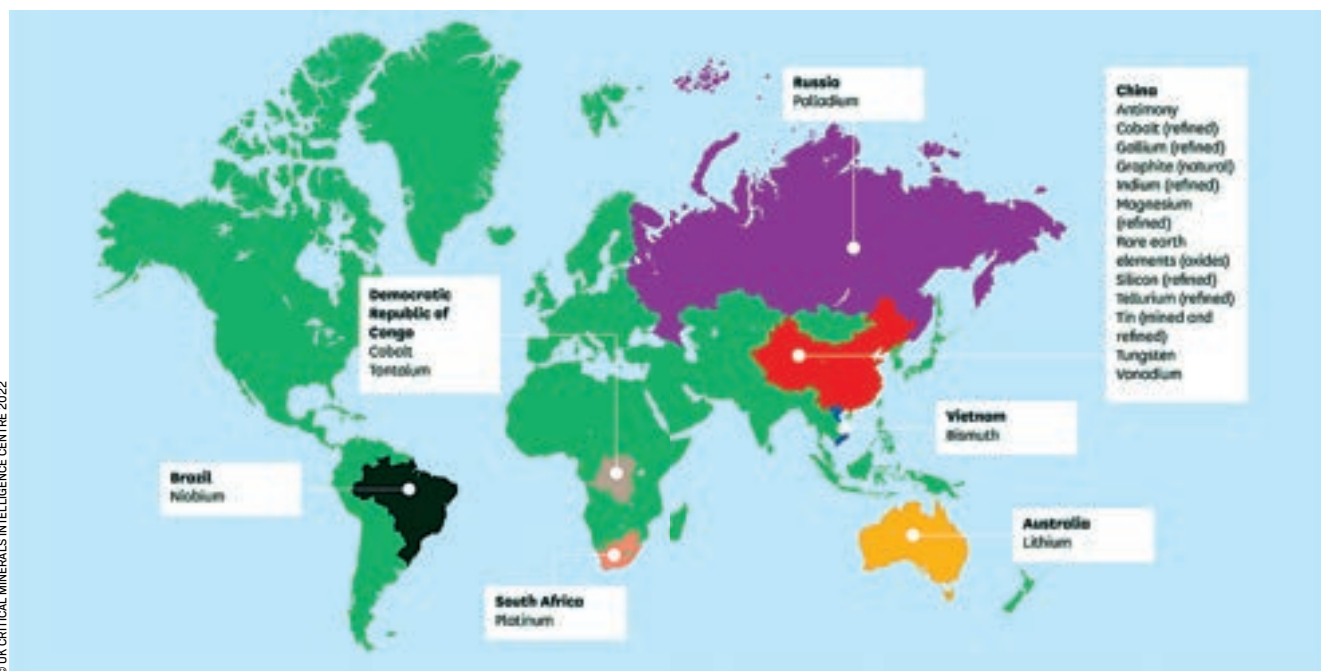 Russia
Palladium
China
Antimony
Cobalt (refined)
Gallium (refined)
Graphite (natural)
Indium (refined)
Magnesium
(refined)
Rare earth
elements (oxides)
Silicon (refined)
Tellurium (refined)
Tin (mined and
refined)
Tungsten
Vanadium
Democratic
Republic of
Congo
Cobalt
Tantalum
Vietnam
Bismuth
Brazil
Niobium
Australia
Lithium
South Africa
Platinum
© UK CRITICAL MINERALS INTELLIGENCE CENTRE 2022